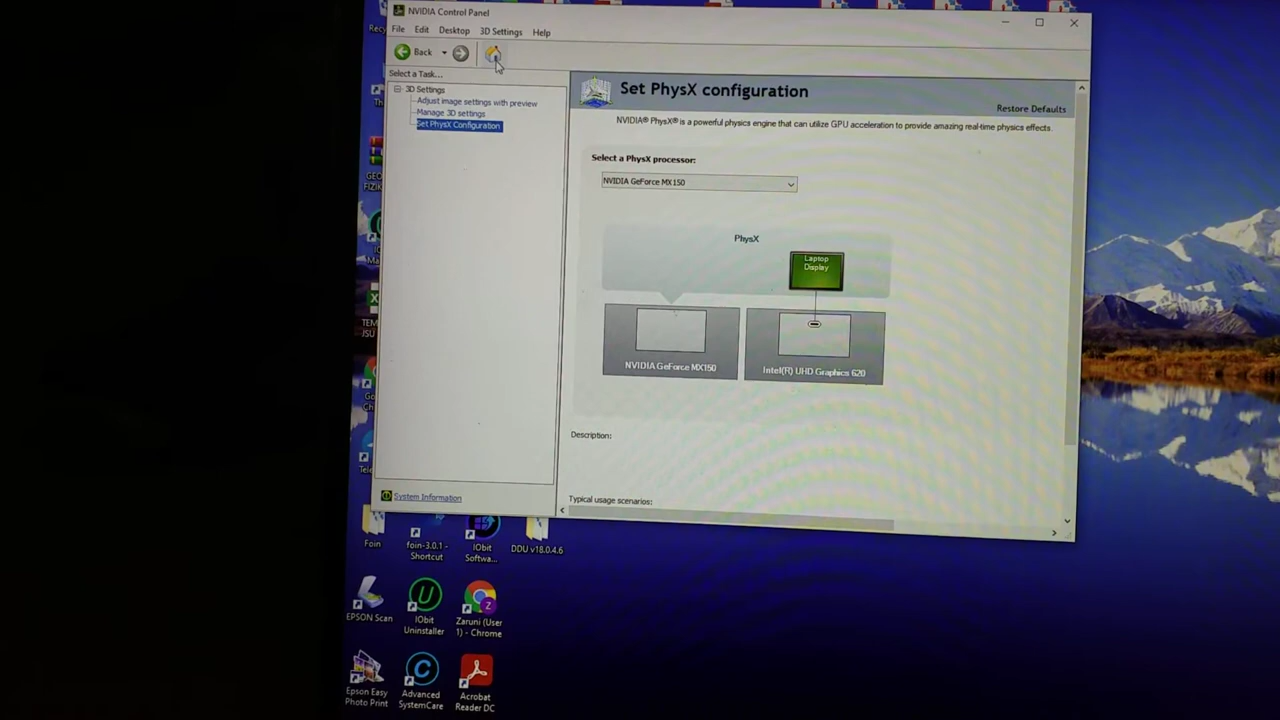 NVIDIA Control Panel
File Edit Desktop 3D Settings Help
Back
Select a Task...
3D Settings
Adjust image settings with preview
Manage 3D settings
Set PhysX Configuration
System Information
Set PhysX configuration
Restore Defaults
NVIDIA® PhysX® is a powerful physics engine that can utilize GPU acceleration to provide amazing real-time physics effects.
Select a PhysX processor:
NVIDIA GeForce MX150
PhysX
Laptop
Display
NVIDIA GeForce MX150
Intel(R) UHD Graphics 620
Description:
Typical usage scenarios:
Foin
foin-3.0.1 -
Shortcut
IObit
Softwa...
DDU v18.0.4.6
EPSON Scan
IObit
Uninstaller
Zaruni (User
1) - Chrome
Epson Easy
Photo Print
Advanced
SystemCare
Acrobat
Reader DC